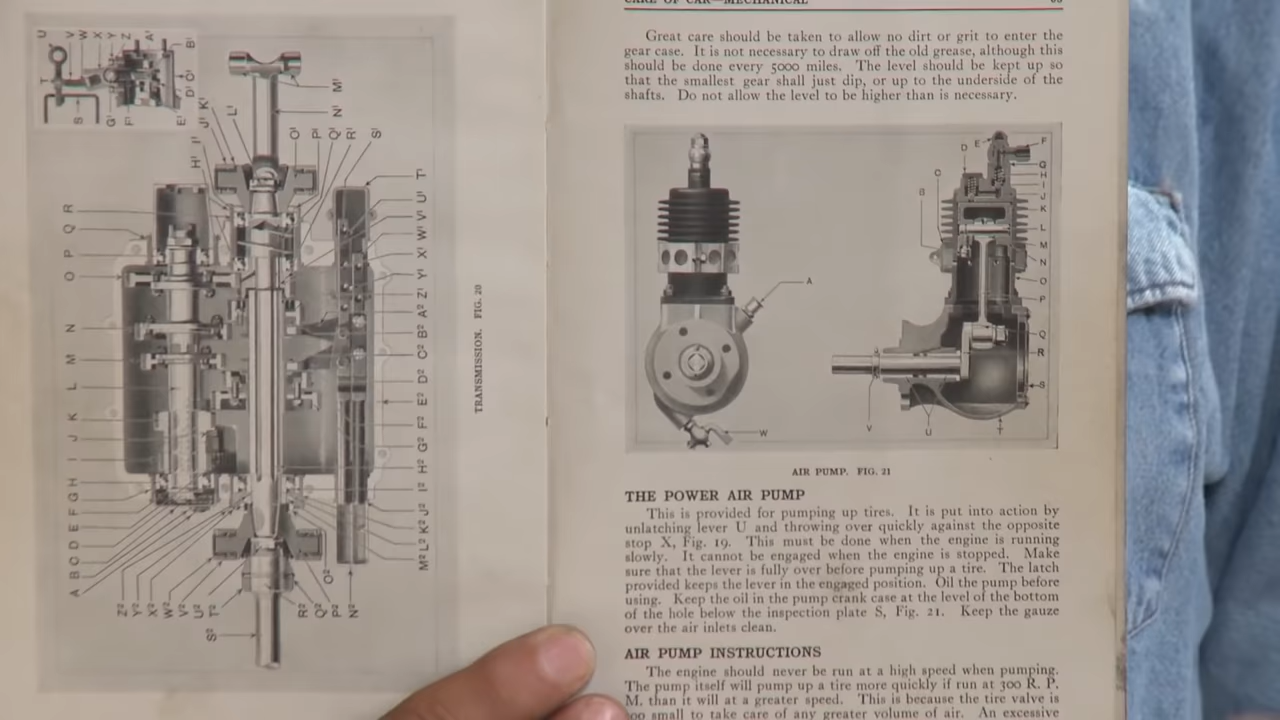 TRANSMISSION. FIG. 20
CARE OF CAR—MECHANICAL
Great care should be taken to allow no dirt or grit to enter the
gear case. It is not necessary to draw off the old grease, although this
should be done every 5000 miles. The level should be kept up so
that the smallest gear shall just dip, or up to the underside of the
shafts. Do not allow the level to be higher than is necessary.
AIR PUMP. FIG. 21
THE POWER AIR PUMP
This is provided for pumping up tires. It is put into action by
unlatching lever U and throwing over quickly against the opposite
stop X, Fig. 19. This must be done when the engine is running
slowly. It cannot be engaged when the engine is stopped. Make
sure that the lever is fully over before pumping up a tire. The latch
provided keeps the lever in the engaged position. Oil the pump before
using. Keep the oil in the pump crank case at the level of the bottom
of the hole below the inspection plate S, Fig. 21. Keep the gauze
over the air inlets clean.
AIR PUMP INSTRUCTIONS
The engine should never be run at a high speed when pumping.
The pump itself will pump up a tire more quickly if run at 300 R. P.
M. than it will at a greater speed. This is because the tire valve is
too small to take care of any greater volume of air. An excessive